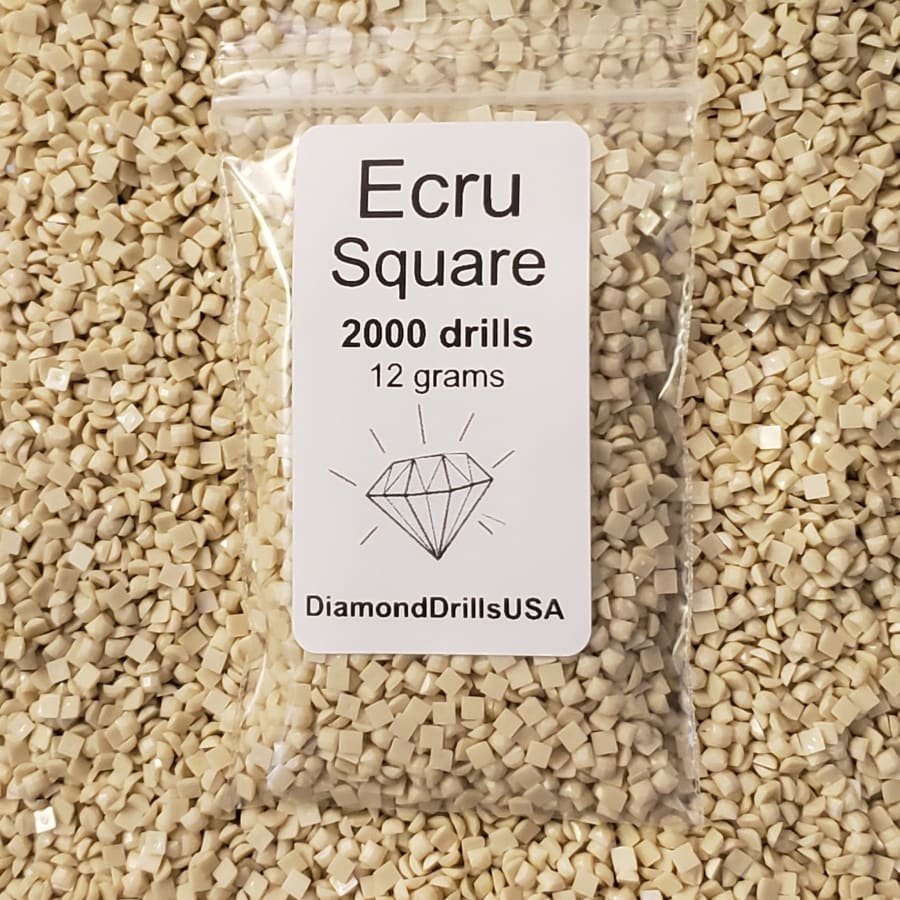 Ecru
Square
2000 drills
12 grams
DiamondDrillsUSA